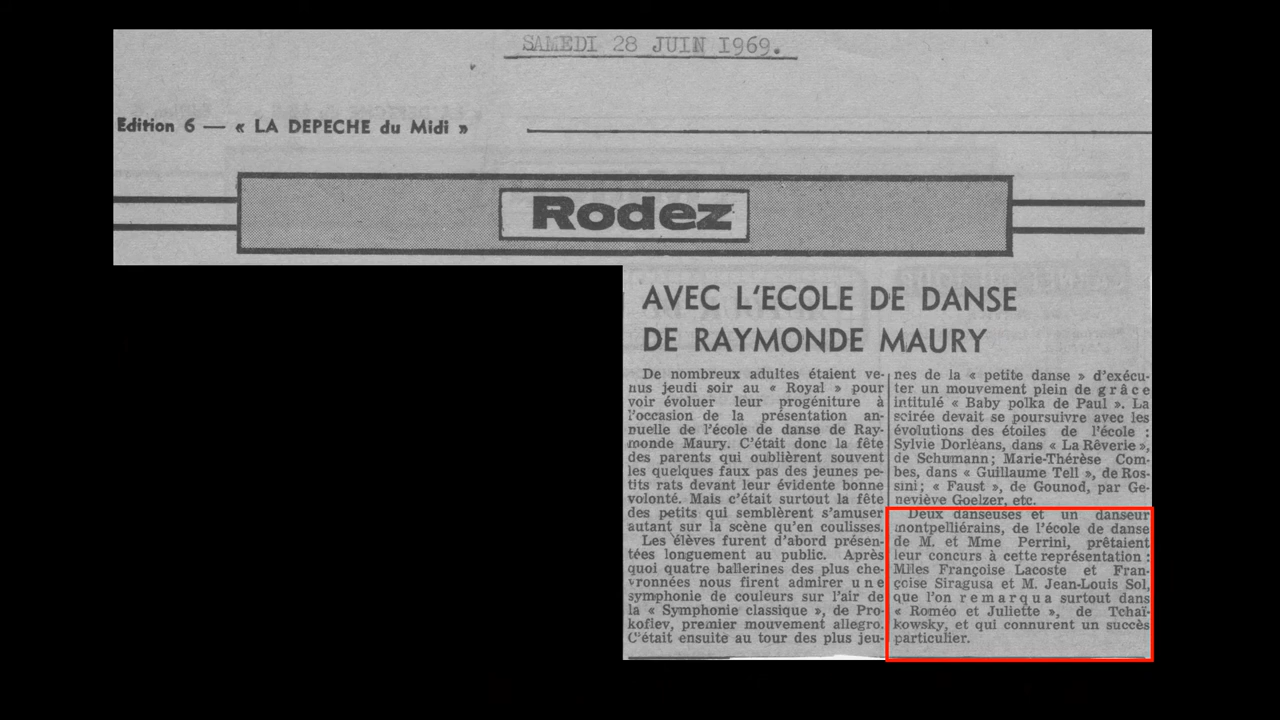 SAMEDI 28 JUIN 1969.
Edition 6 — « LA DEPECHE du Midi »
Rodez
AVEC L'ECOLE DE DANSE
DE RAYMONDE MAURY
De nombreux adultes étaient ve-
nus jeudi soir au « Royal » pour
voir évoluer leur progéniture à
l'occasion de la présentation an-
nuelle de l'école de danse de Ray-
monde Maury. C'était donc la fête
des parents qui oublièrent souvent
les quelques faux pas des jeunes pe-
tits rats devant leur évidente bonne
volonté. Mais c'était surtout la fête
des petits qui semblèrent s'amuser
autant sur la scène qu'en coulisses.
Les élèves furent d'abord présen-
tées longuement au public. Après
quoi quatre ballerines des plus che-
vronnées nous firent admirer une
symphonie de couleurs sur l'air de
la « Symphonie classique », de Pro-
kofiev, premier mouvement allegro.
C'était ensuite au tour des plus jeu-
nes de la « petite danse » d'exécu-
ter un mouvement plein de grâce
intitulé « Baby polka de Paul ». La
soirée devait se poursuivre avec les
évolutions des étoiles de l'école :
Sylvie Dorléans, dans « La Rêverie »,
de Schumann; Marie-Thérèse Com-
bes, dans « Guillaume Tell », de Ros-
sini; « Faust », de Gounod, par Ge-
neviève Goelzer, etc.
Deux danseuses et un danseur
montpelliérains, de l'école de danse
de M. et Mme Perrini, prêtaient
leur concurs à cette représentation :
Mlles Françoise Lacoste et Fran-
çoise Siragusa et M. Jean-Louis Sol,
que l'on remarqua surtout dans
« Roméo et Juliette », de Tchaï-
kowsky, et qui connurent un succès
particulier.